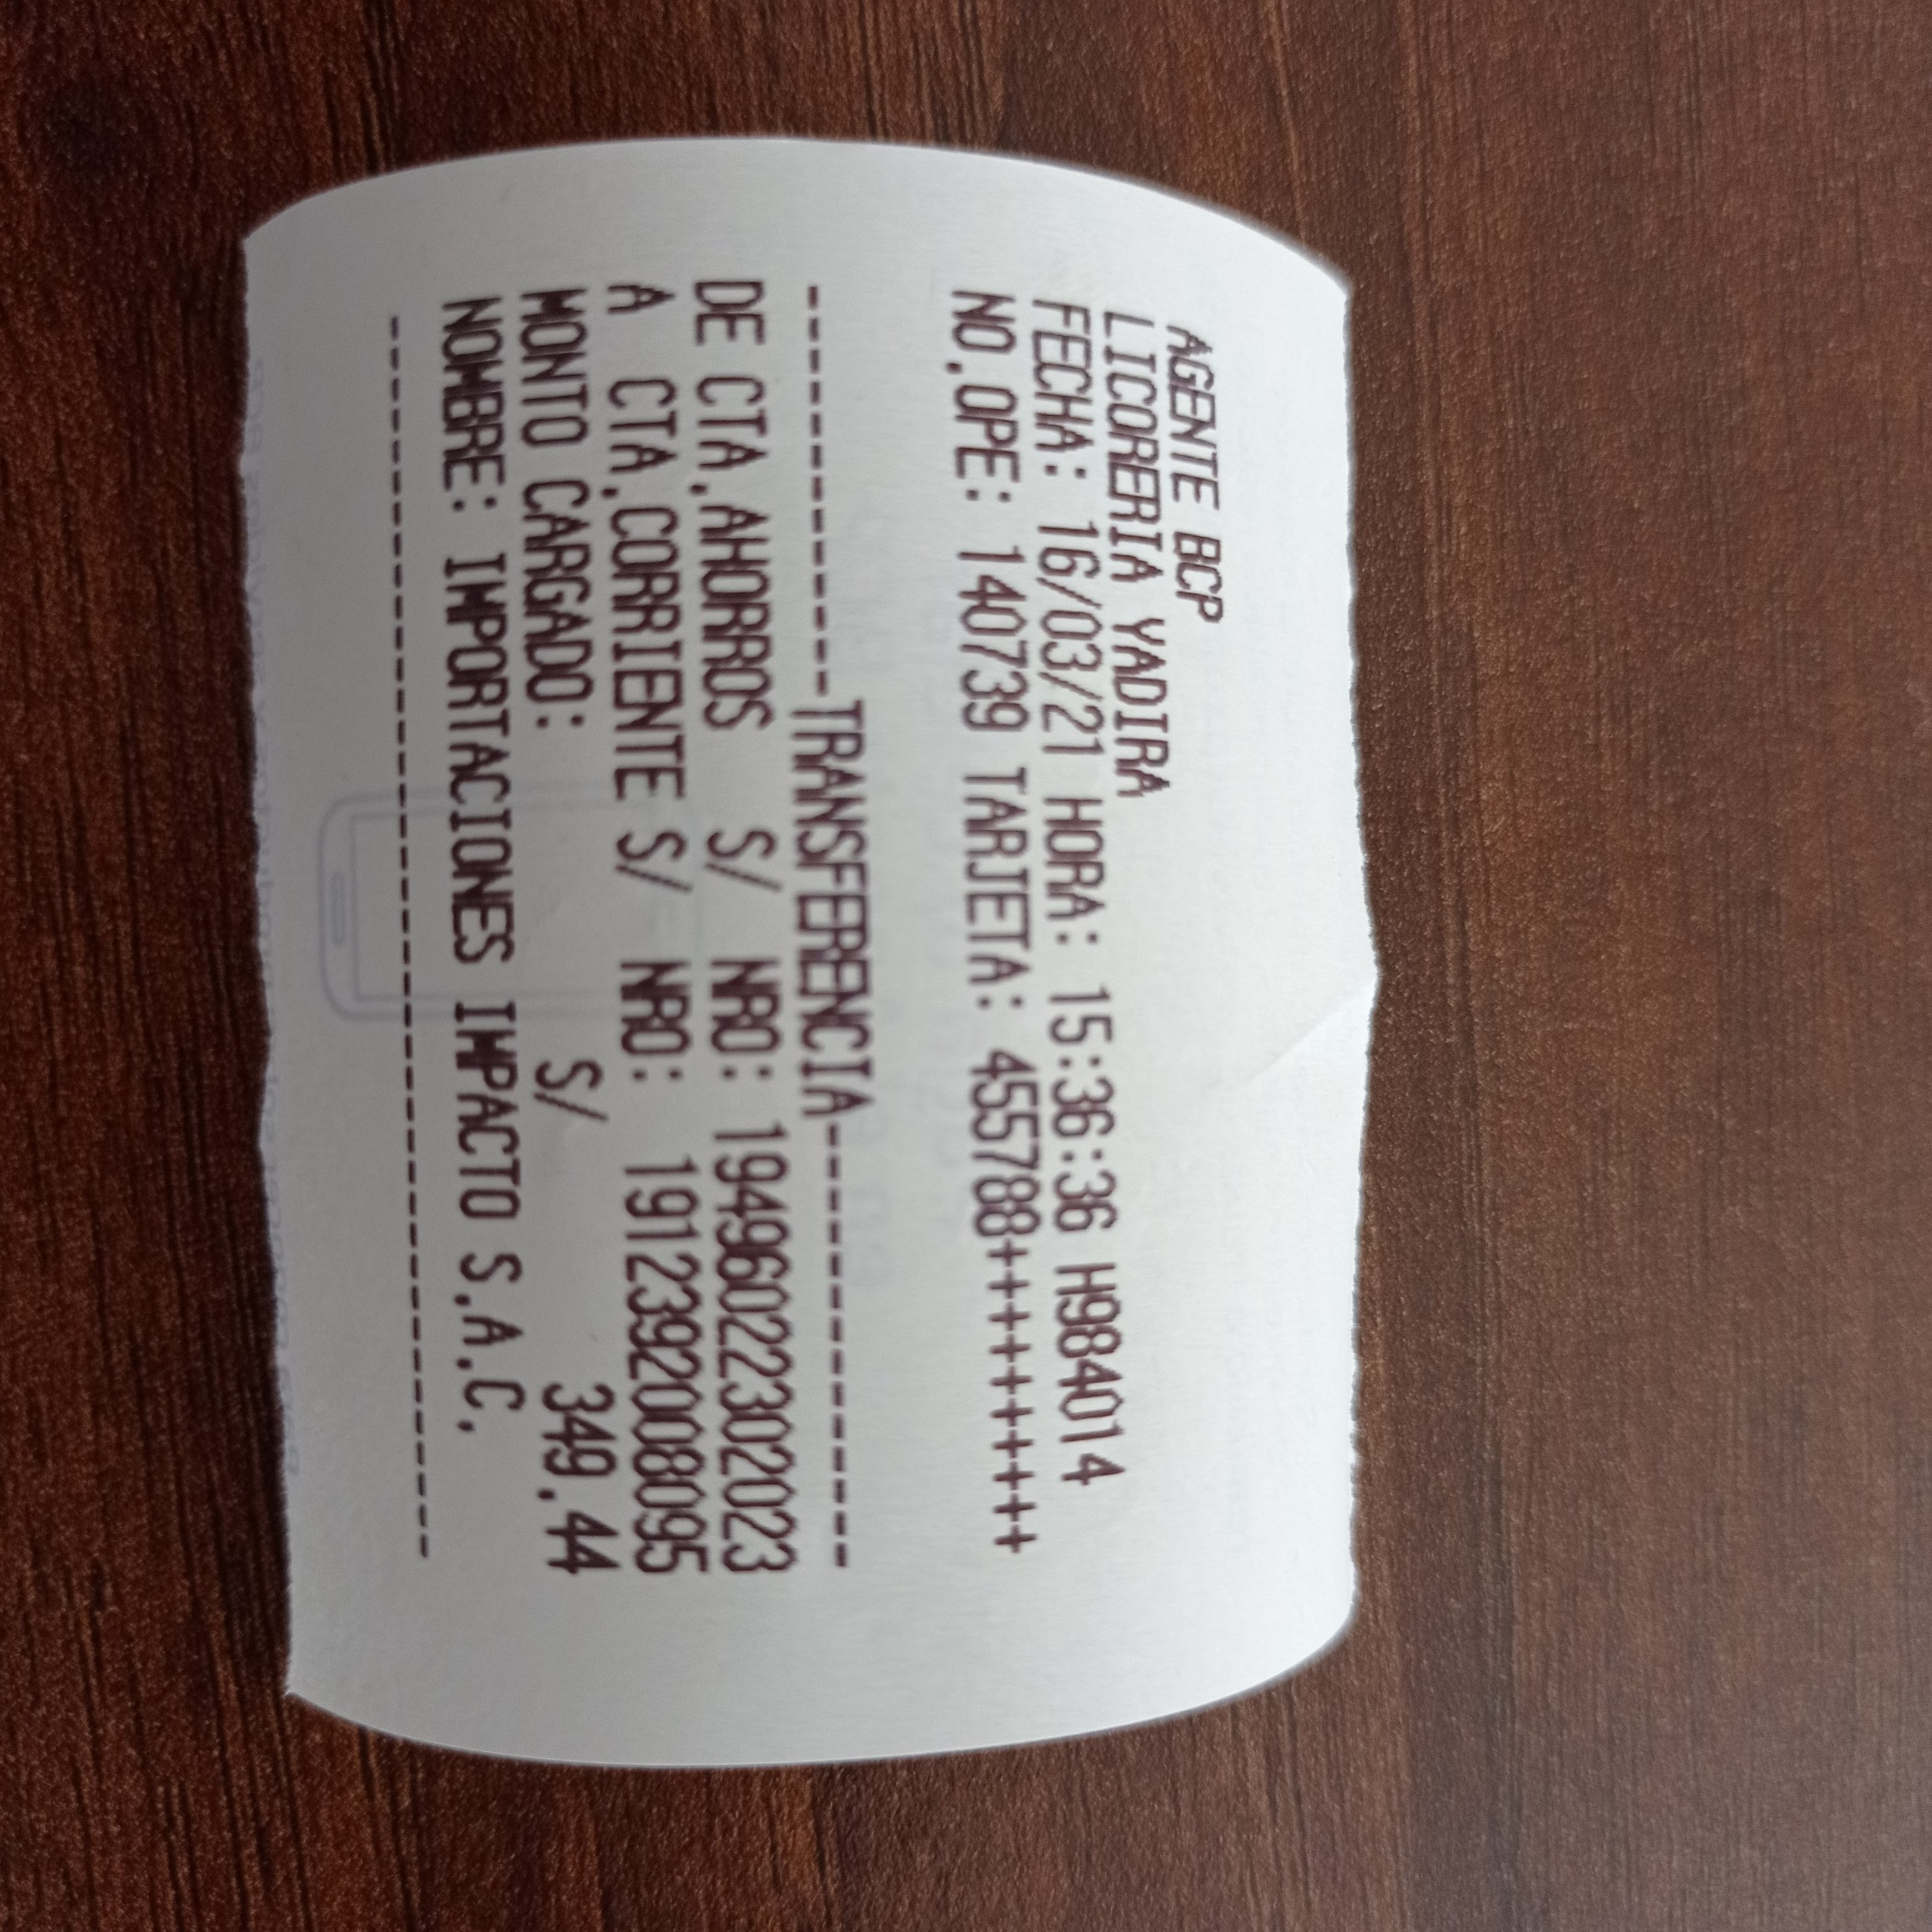 AGENTE BCP
LICORERIA YADIRA
FECHA: 16/03/21 HORA: 15:36:36 H984014
NO.OPE: 140739 TARJETA: 455788++++++++++
---------------TRANSFERENCIA----------------
DE CTA.AHORROS S/ NRO: 19496022302023
A CTA.CORRIENTE S/ NRO: 1912392008095
MONTO CARGADO: S/ 349.44
NOMBRE: IMPORTACIONES IMPACTO S.A.C.
--------------------------------------------